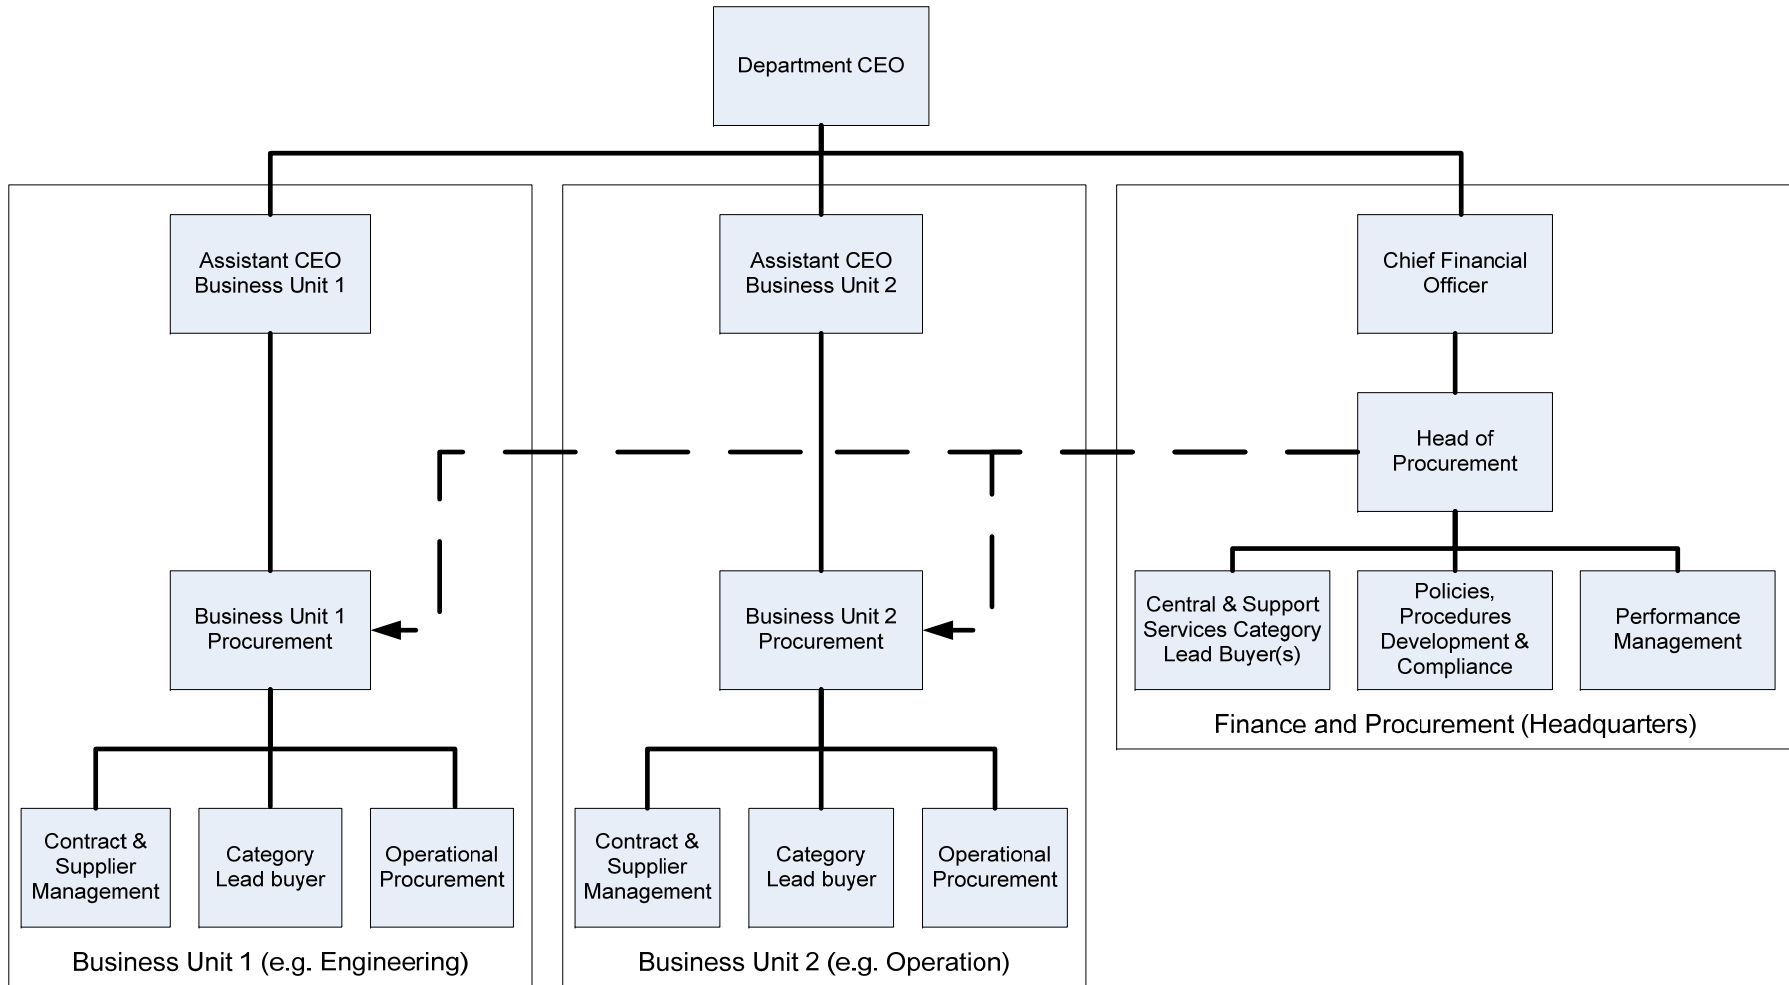 Department CEO
Assistant CEO
Business Unit 1
Assistant CEO
Business Unit 2
Chief Financial
Officer
Head of
Procurement
Business Unit 1
Procurement
Business Unit 2
Procurement
Central & Support
Services Category
Lead Buyer(s)
Policies,
Procedures
Development &
Compliance
Performance
Management
Finance and Procurement (Headquarters)
Contract &
Supplier
Management
Category
Lead buyer
Operational
Procurement
Contract &
Supplier
Management
Category
Lead buyer
Operational
Procurement
Business Unit 1 (e.g. Engineering)
Business Unit 2 (e.g. Operation)